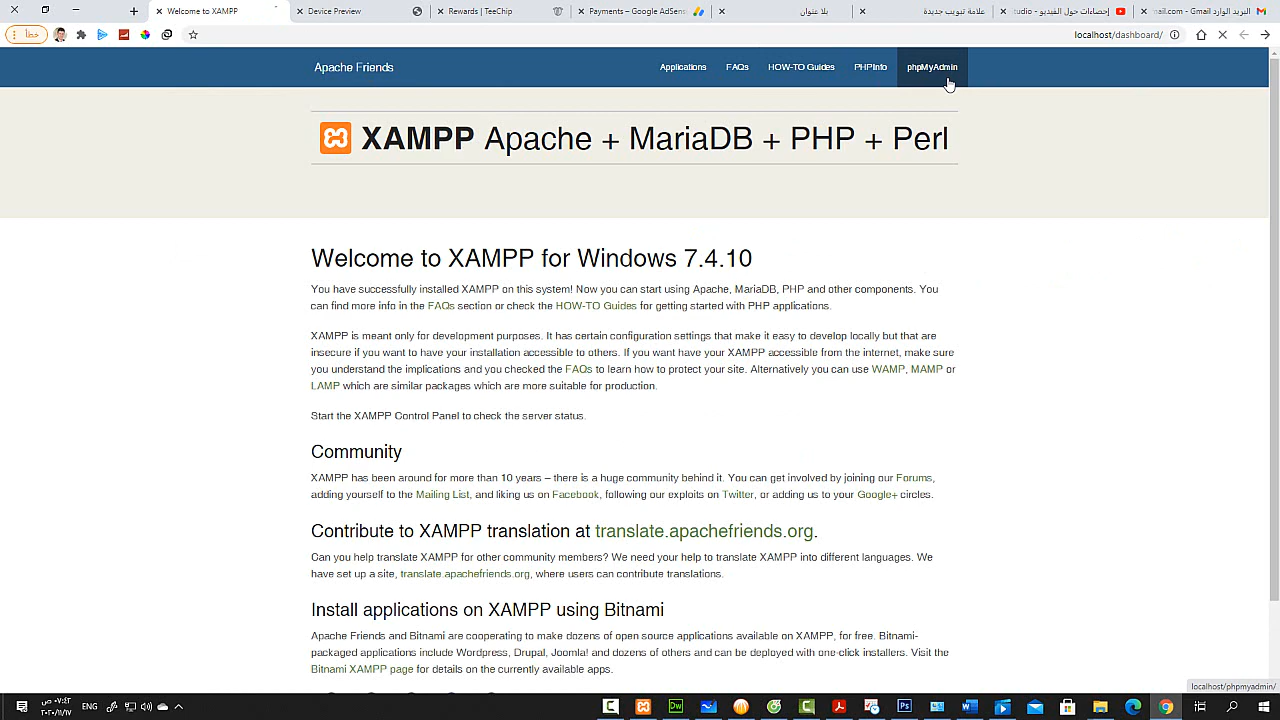 Welcome to XAMPP
Device Preview
Rewards | TeeChip
Payments – Google AdSens
بلا عنوان
علامة تبويب جديدة
إحصاءات حول الفيديو - tudio
البريد الوارد nail.com - Gmail
خطأ
localhost/dashboard/
Apache Friends
Applications
FAQs
HOW-TO Guides
PHPInfo
phpMyAdmin
XAMPP Apache + MariaDB + PHP + Perl
Welcome to XAMPP for Windows 7.4.10
You have successfully installed XAMPP on this system! Now you can start using Apache, MariaDB, PHP and other components. You
can find more info in the FAQs section or check the HOW-TO Guides for getting started with PHP applications.
XAMPP is meant only for development purposes. It has certain configuration settings that make it easy to develop locally but that are
insecure if you want to have your installation accessible to others. If you want have your XAMPP accessible from the internet, make sure
you understand the implications and you checked the FAQs to learn how to protect your site. Alternatively you can use WAMP, MAMP or
LAMP which are similar packages which are more suitable for production.
Start the XAMPP Control Panel to check the server status.
Community
XAMPP has been around for more than 10 years – there is a huge community behind it. You can get involved by joining our Forums,
adding yourself to the Mailing List, and liking us on Facebook, following our exploits on Twitter, or adding us to your Google+ circles.
Contribute to XAMPP translation at translate.apachefriends.org.
Can you help translate XAMPP for other community members? We need your help to translate XAMPP into different languages. We
have set up a site, translate.apachefriends.org, where users can contribute translations.
Install applications on XAMPP using Bitnami
Apache Friends and Bitnami are cooperating to make dozens of open source applications available on XAMPP, for free. Bitnami-
packaged applications include Wordpress, Drupal, Joomla! and dozens of others and can be deployed with one-click installers. Visit the
Bitnami XAMPP page for details on the currently available apps.
localhost/phpmyadmin/
ENG